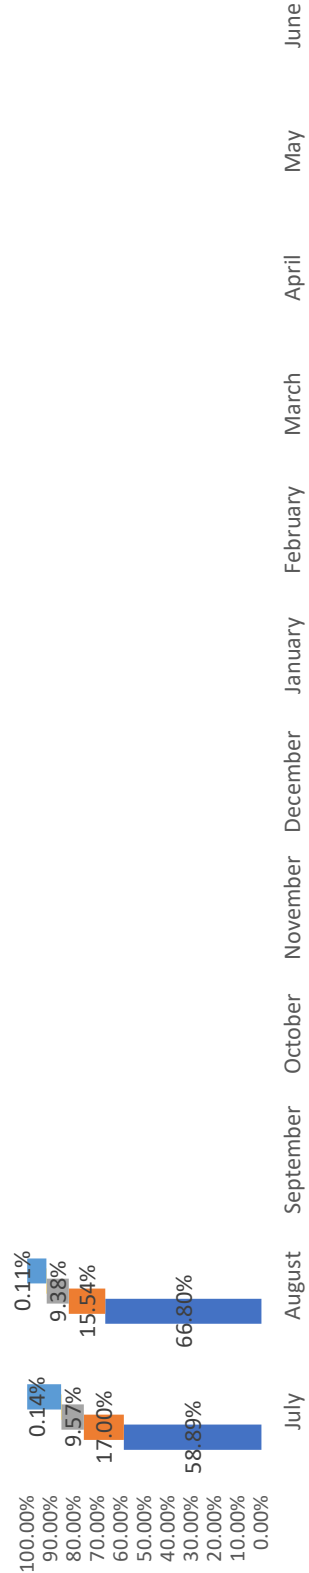 100.00%
90.00%
80.00%
70.00%
60.00%
50.00%
40.00%
30.00%
20.00%
10.00%
0.00%
0.14%
9.57%
17.00%
58.89%
0.11%
9.38%
15.54%
66.80%
July
August
September
October
November
December
January
February
March
April
May
June